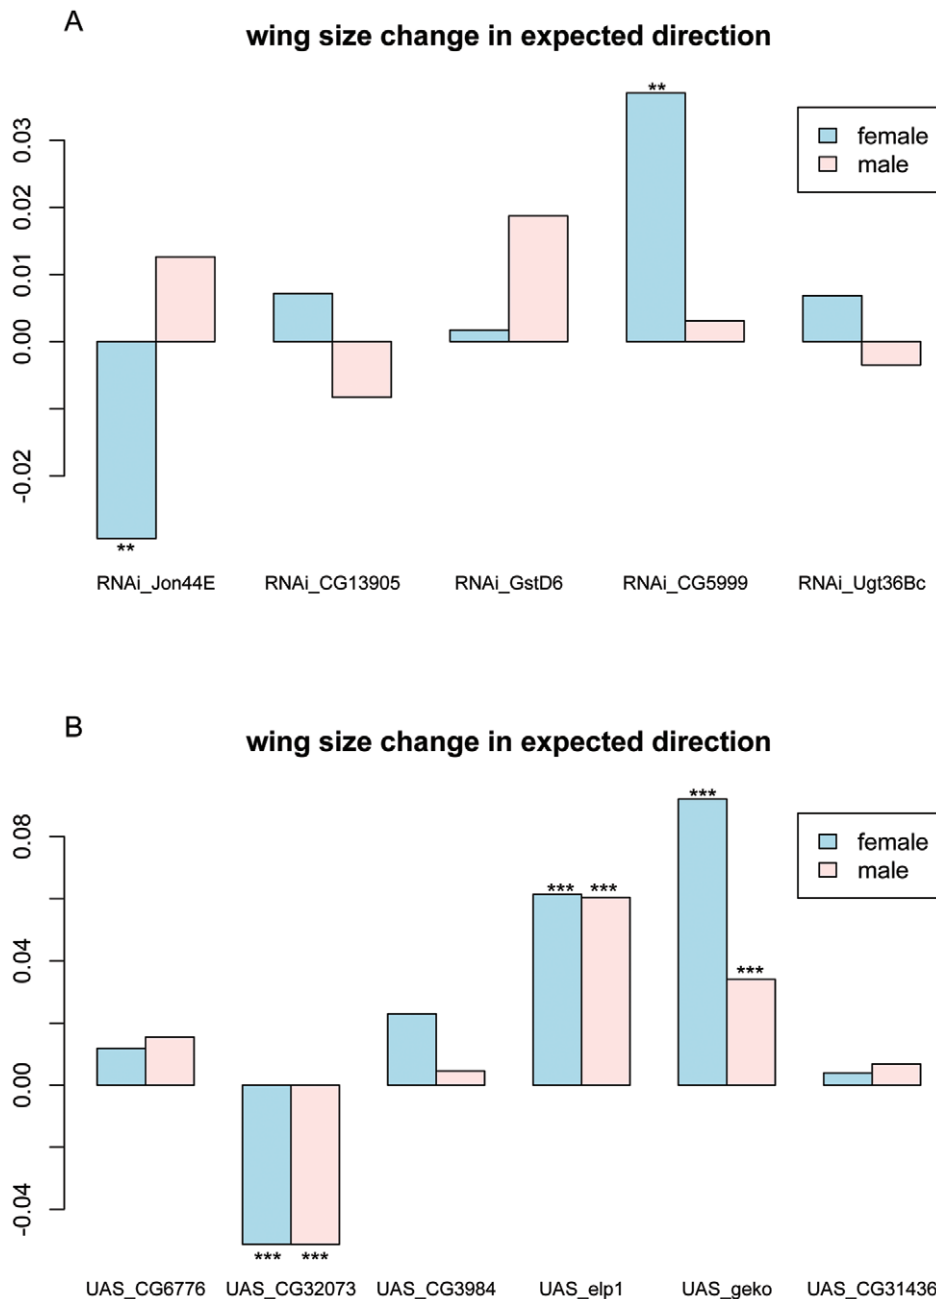 A
wing size change in expected direction
**
0.03
female
male
0.02
0.01
0.00
-0.02
**
RNAi_Jon44E RNAi_CG13905 RNAi_GstD6 RNAi_CG5999 RNAi_Ugt36Bc
B
wing size change in expected direction
***
0.08
female
male
*** ***
0.04
***
0.00
-0.04
*** ***
UAS_CG6776 UAS_CG32073 UAS_CG3984 UAS_elp1 UAS_geko UAS_CG31436